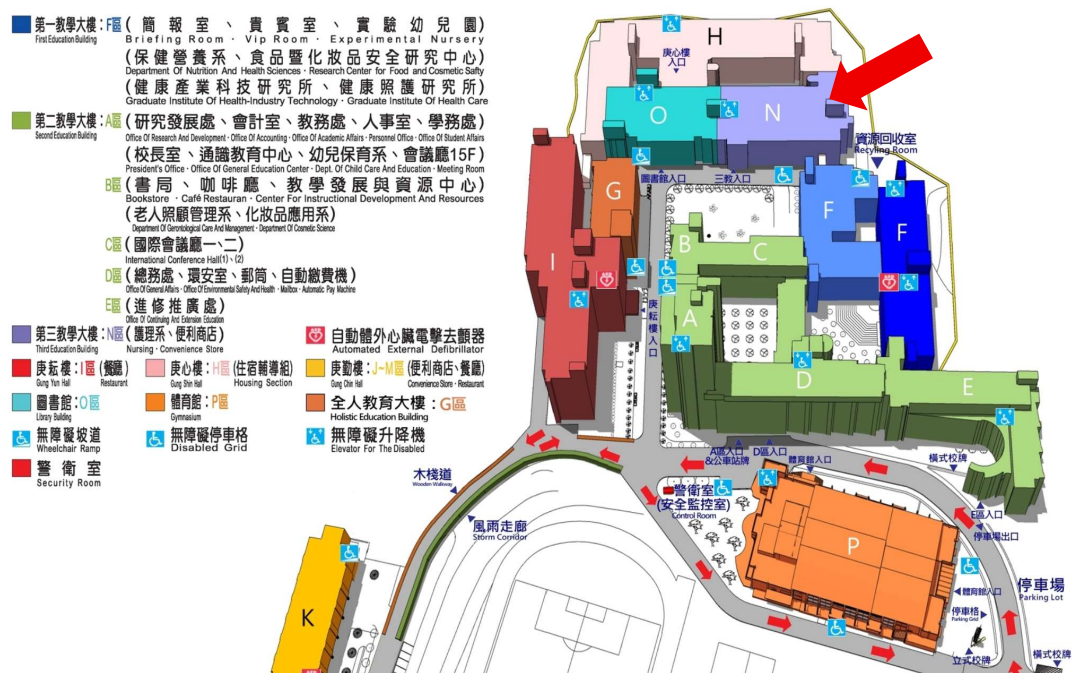 第一教學大樓：F區（簡報室、貴賓室、實驗幼兒園）
First Education Building Briefing Room · Vip Room · Experimental Nursery
（保健營養系、食品暨化妝品安全研究中心）
Department Of Nutrition And Health Sciences · Research Center for Food and Cosmetic Safty
（健康產業科技研究所、健康照護研究所）
Graduate Institute Of Health-Industry Technology · Graduate Institute Of Health Care
第二教學大樓：A區（研究發展處、會計室、教務處、人事室、學務處）
Second Education Building Office Of Research And Development · Office Of Accounting · Office Of Academic Affairs · Personnel Office · Office Of Student Affairs
（校長室、通識教育中心、幼兒保育系、會議廳15F）
President's Office · Office Of General Education Center · Dept. Of Child Care And Education · Meeting Room
B區（書局、咖啡廳、教學發展與資源中心）
Bookstore · Café Restauran · Center For Instructional Development And Resources
（老人照顧管理系、化妝品應用系）
Department Of Gerontological Care And Management · Department Of Cosmetic Science
C區（國際會議廳一、二）
International Conference Hall(1)、(2)
D區（總務處、環安室、郵筒、自動繳費機）
Office Of General Affairs · Office Of Environmental Safety And Health · Mailbox · Automatic Pay Machine
E區（進修推廣處）
Office Of Continuing And Extension Education
第三教學大樓：N區（護理系、便利商店）
Third Education Building Nursing · Convenience Store
AED
自動體外心臟電擊去顫器
Automated External Defibrillator
庚耘樓：I區（餐廳）
Gung Yun Hall Restaurant
庚心樓：H區（住宿輔導組）
Gung Shin Hall Housing Section
庚勤樓：J~M區（便利商店、餐廳）
Gung Chin Hall Convenience Store · Restaurant
圖書館：O區
Library Building
體育館：P區
Gymnasium
全人教育大樓：G區
Holistic Education Building
無障礙坡道
Wheelchair Ramp
無障礙停車格
Disabled Grid
無障礙升降機
Elevator For The Disabled
警衛室
Security Room
H
庚心樓
入口
O
N
資源回收室
Recyling Room
圖書館入口
三教入口
G
F
F
B
C
I
庚耘樓入口
A
D
E
A區入口
&公車站牌
D區入口
體育館入口
橫式校牌
木棧道
Wooden Walkway
風雨走廊
Storm Corridor
警衛室
(安全監控室)
Control Room
E區入口
停車場出口
P
K
體育館入口
停車場
Parking Lot
停車格
Parking Grid
立式校牌
橫式校牌